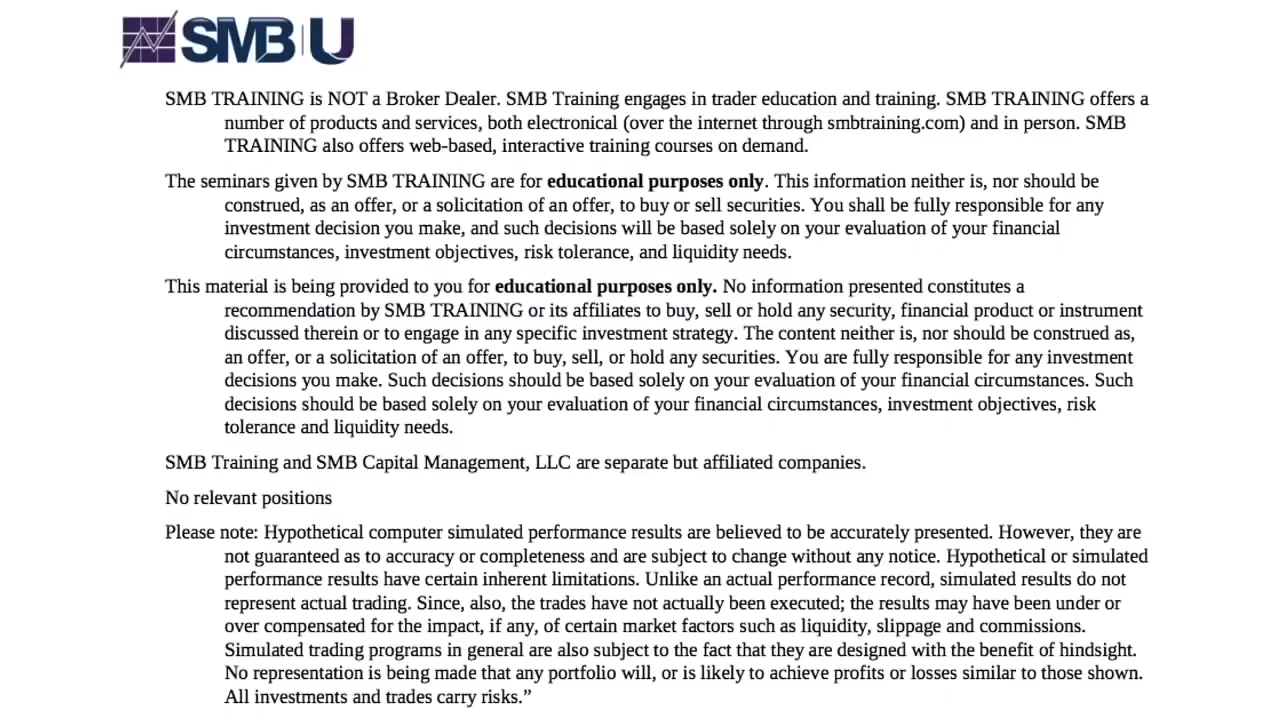 SMB U
SMB TRAINING is NOT a Broker Dealer. SMB Training engages in trader education and training. SMB TRAINING offers a
number of products and services, both electronical (over the internet through smbtraining.com) and in person. SMB
TRAINING also offers web-based, interactive training courses on demand.
The seminars given by SMB TRAINING are for educational purposes only. This information neither is, nor should be
construed, as an offer, or a solicitation of an offer, to buy or sell securities. You shall be fully responsible for any
investment decision you make, and such decisions will be based solely on your evaluation of your financial
circumstances, investment objectives, risk tolerance, and liquidity needs.
This material is being provided to you for educational purposes only. No information presented constitutes a
recommendation by SMB TRAINING or its affiliates to buy, sell or hold any security, financial product or instrument
discussed therein or to engage in any specific investment strategy. The content neither is, nor should be construed as,
an offer, or a solicitation of an offer, to buy, sell, or hold any securities. You are fully responsible for any investment
decisions you make. Such decisions should be based solely on your evaluation of your financial circumstances. Such
decisions should be based solely on your evaluation of your financial circumstances, investment objectives, risk
tolerance and liquidity needs.
SMB Training and SMB Capital Management, LLC are separate but affiliated companies.
No relevant positions
Please note: Hypothetical computer simulated performance results are believed to be accurately presented. However, they are
not guaranteed as to accuracy or completeness and are subject to change without any notice. Hypothetical or simulated
performance results have certain inherent limitations. Unlike an actual performance record, simulated results do not
represent actual trading. Since, also, the trades have not actually been executed; the results may have been under or
over compensated for the impact, if any, of certain market factors such as liquidity, slippage and commissions.
Simulated trading programs in general are also subject to the fact that they are designed with the benefit of hindsight.
No representation is being made that any portfolio will, or is likely to achieve profits or losses similar to those shown.
All investments and trades carry risks.”